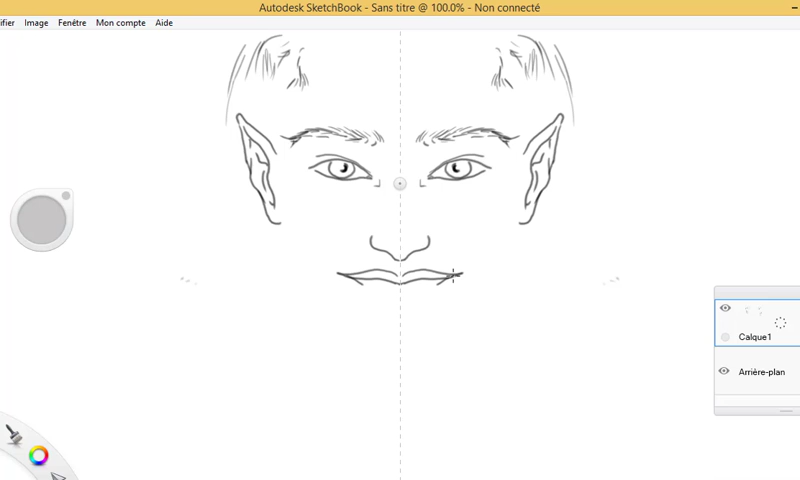 Autodesk SketchBook - Sans titre @ 100.0% - Non connecté
ifier Image Fenêtre Mon compte Aide
Calque1
Arrière-plan